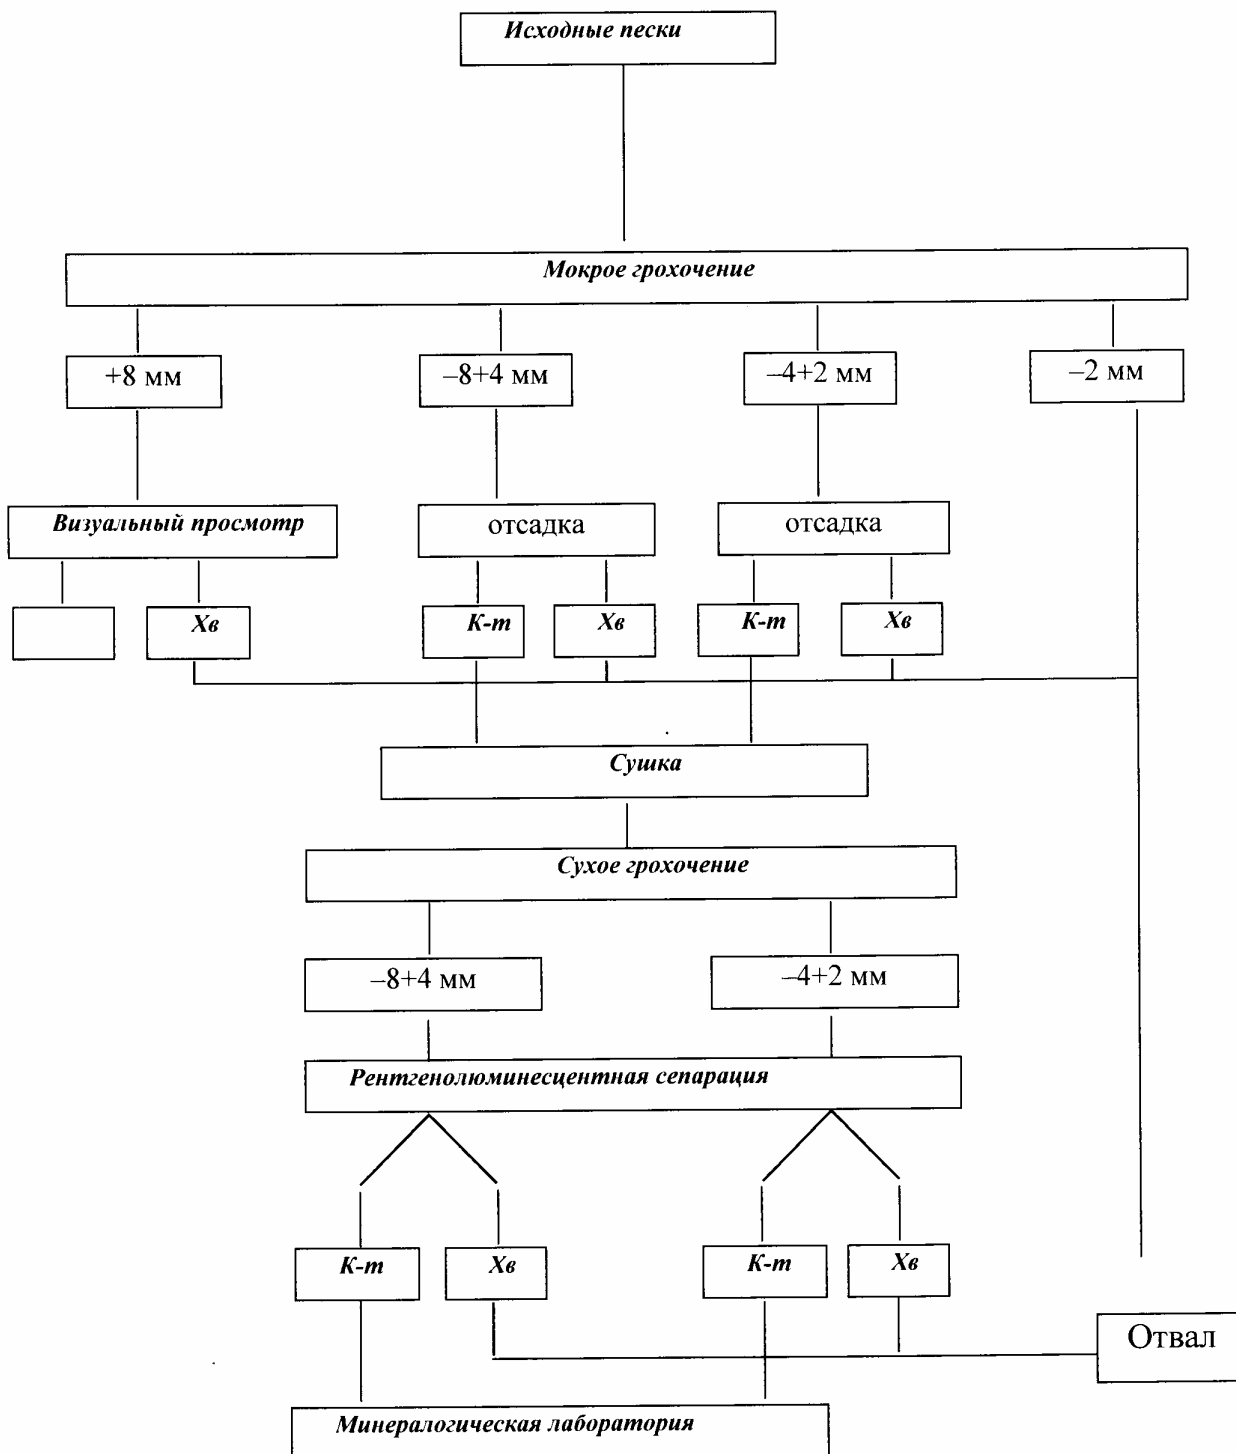 Исходные пески
Мокрое грохочение
+8 мм
–8+4 мм
–4+2 мм
–2 мм
Визуальный просмотр
отсадка
отсадка
Хв
К-т
Хв
К-т
Хв
Сушка
Сухое грохочение
–8+4 мм
–4+2 мм
Рентгенолюминесцентная сепарация
К-т
Хв
К-т
Хв
Отвал
Минералогическая лаборатория